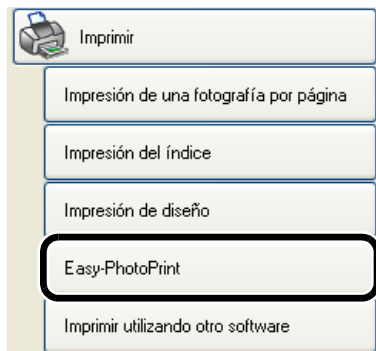 Imprimir
Impresión de una fotografía por página
Impresión del índice
Impresión de diseño
Easy-PhotoPrint
Imprimir utilizando otro software